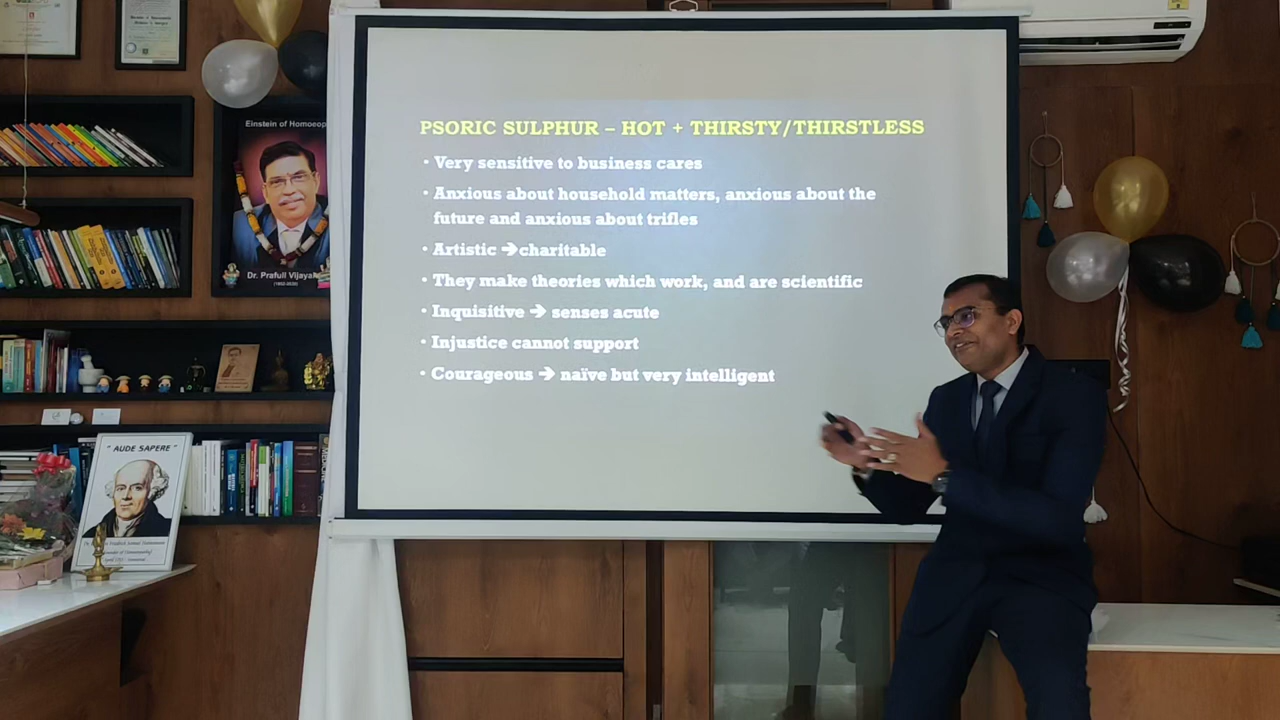 PSORIC SULPHUR – HOT + THIRSTY/THIRSTLESS
• Very sensitive to business cares
• Anxious about household matters, anxious about the
future and anxious about trifles
• Artistic ➔charitable
• They make theories which work, and are scientific
• Inquisitive ➔ senses acute
• Injustice cannot support
• Courageous ➔ naïve but very intelligent
Einstein of Homoeop
Dr. Prafull Vijaya
" AUDE SAPERE "